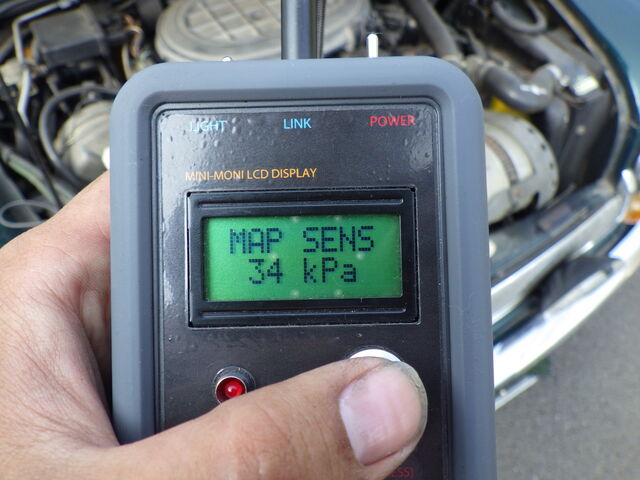 LIGHT LINK POWER
MINI-MONI LCD DISPLAY
MAP SENS
34 kPa